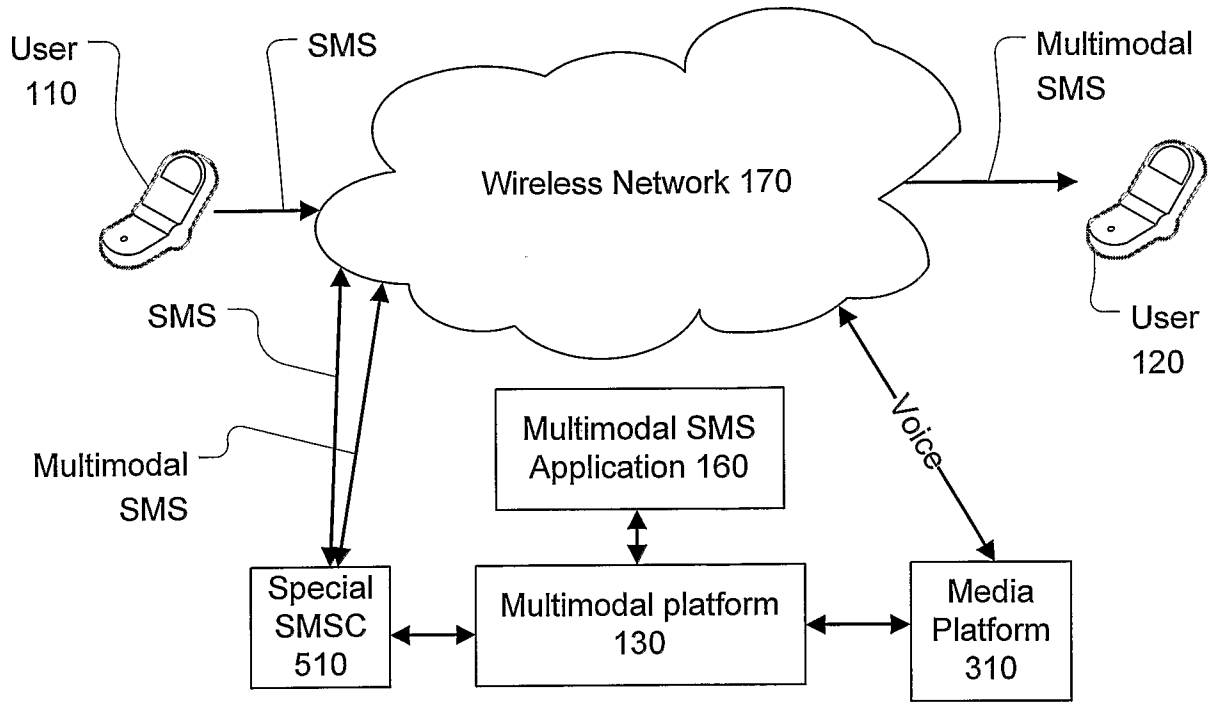 User
110
SMS
Multimodal
SMS
Wireless Network 170
User
120
SMS
Multimodal
SMS
Voice
Multimodal SMS
Application 160
Special
SMSC
510
Multimodal platform
130
Media
Platform
310